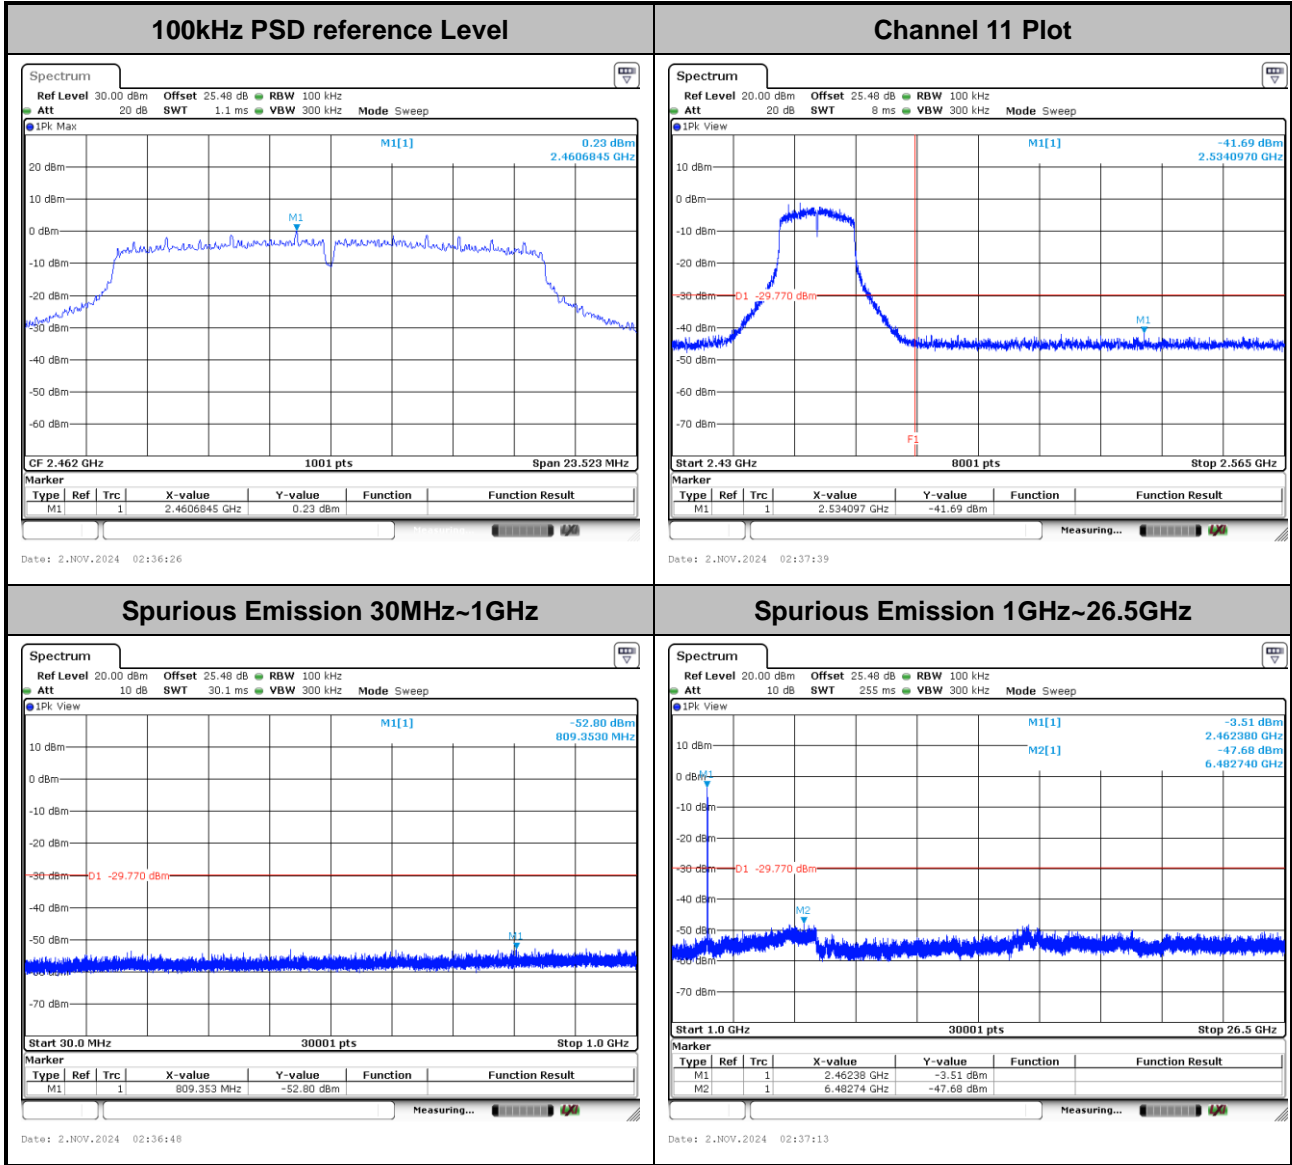 100kHz PSD reference Level
Spectrum
Ref Level 30.00 dBm Offset 25.48 dB RBW 100 kHz
Att 20 dB SWT 1.1 ms VBW 300 kHz Mode Sweep
1Pk Max
M1[1] 0.23 dBm
2.4606845 GHz
20 dBm
10 dBm
M1
0 dBm
-10 dBm
-20 dBm
-30 dBm
-40 dBm
-50 dBm
-60 dBm
CF 2.462 GHz 1001 pts Span 23.523 MHz
Marker
Type Ref Trc X-value Y-value Function Function Result
M1 1 2.4606845 GHz 0.23 dBm
Measuring...
Date: 2.NOV.2024 02:36:26
Channel 11 Plot
Spectrum
Ref Level 20.00 dBm Offset 25.48 dB RBW 100 kHz
Att 20 dB SWT 8 ms VBW 300 kHz Mode Sweep
1Pk View
M1[1] -41.69 dBm
2.5340970 GHz
10 dBm
0 dBm
-10 dBm
-20 dBm
-30 dBm D1 -29.770 dBm
M1
-40 dBm
-50 dBm
-60 dBm
-70 dBm
F1
Start 2.43 GHz 8001 pts Stop 2.565 GHz
Marker
Type Ref Trc X-value Y-value Function Function Result
M1 1 2.534097 GHz -41.69 dBm
Measuring...
Date: 2.NOV.2024 02:37:39
Spurious Emission 30MHz~1GHz
Spectrum
Ref Level 20.00 dBm Offset 25.48 dB RBW 100 kHz
Att 10 dB SWT 30.1 ms VBW 300 kHz Mode Sweep
1Pk View
M1[1] -52.80 dBm
809.3530 MHz
10 dBm
0 dBm
-10 dBm
-20 dBm
-30 dBm D1 -29.770 dBm
-40 dBm
-50 dBm
M1
-60 dBm
-70 dBm
Start 30.0 MHz 30001 pts Stop 1.0 GHz
Marker
Type Ref Trc X-value Y-value Function Function Result
M1 1 809.353 MHz -52.80 dBm
Measuring...
Date: 2.NOV.2024 02:36:48
Spurious Emission 1GHz~26.5GHz
Spectrum
Ref Level 20.00 dBm Offset 25.48 dB RBW 100 kHz
Att 10 dB SWT 255 ms VBW 300 kHz Mode Sweep
1Pk View
M1[1] -3.51 dBm
2.462380 GHz
M2[1] -47.68 dBm
6.482740 GHz
10 dBm
0 dBm M1
-10 dBm
-20 dBm
-30 dBm D1 -29.770 dBm
-40 dBm
M2
-50 dBm
-60 dBm
-70 dBm
Start 1.0 GHz 30001 pts Stop 26.5 GHz
Marker
Type Ref Trc X-value Y-value Function Function Result
M1 1 2.46238 GHz -3.51 dBm
M2 1 6.48274 GHz -47.68 dBm
Measuring...
Date: 2.NOV.2024 02:37:13